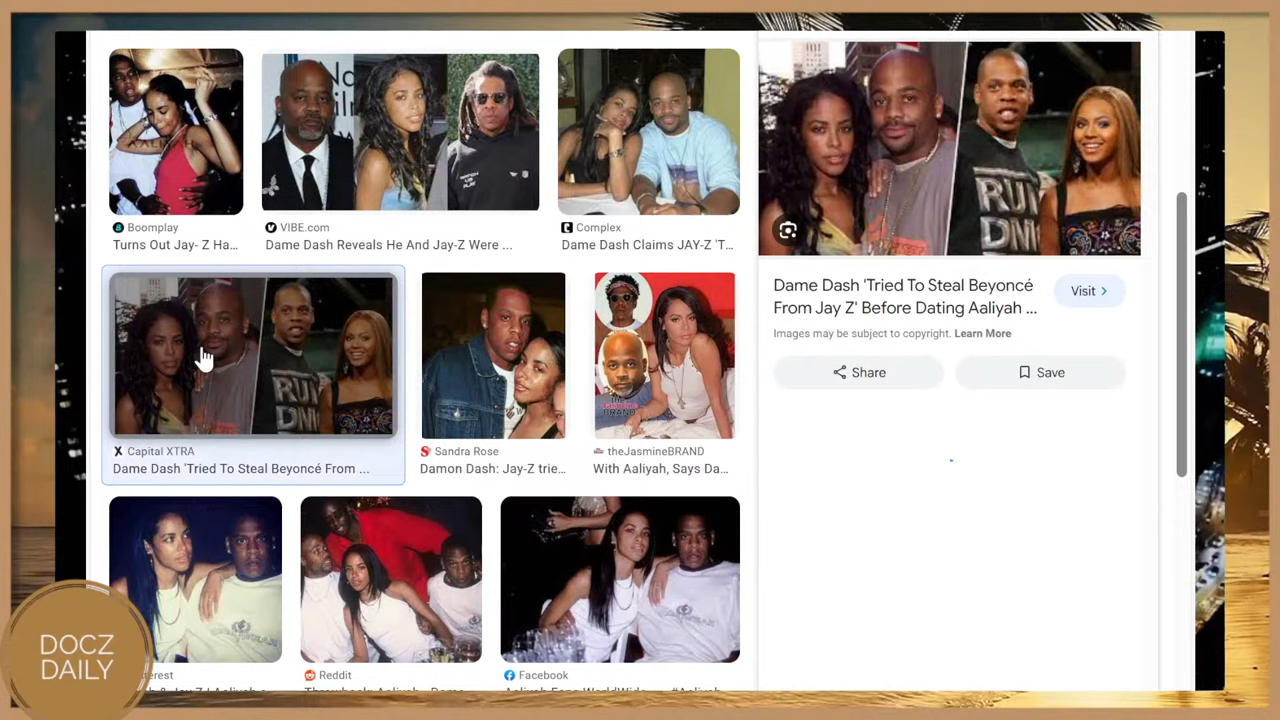 Boomplay
Turns Out Jay- Z Ha...
VIBE.com
Dame Dash Reveals He And Jay-Z Were ...
Complex
Dame Dash Claims JAY-Z 'T...
Capital XTRA
Dame Dash 'Tried To Steal Beyoncé From ...
Sandra Rose
Damon Dash: Jay-Z trie...
theJasmineBRAND
With Aaliyah, Says Da...
RUN
Dame Dash 'Tried To Steal Beyoncé
From Jay Z' Before Dating Aaliyah ...
Visit
Images may be subject to copyright. Learn More
Share
Save
erest
Reddit
Facebook
DOCZ
DAILY